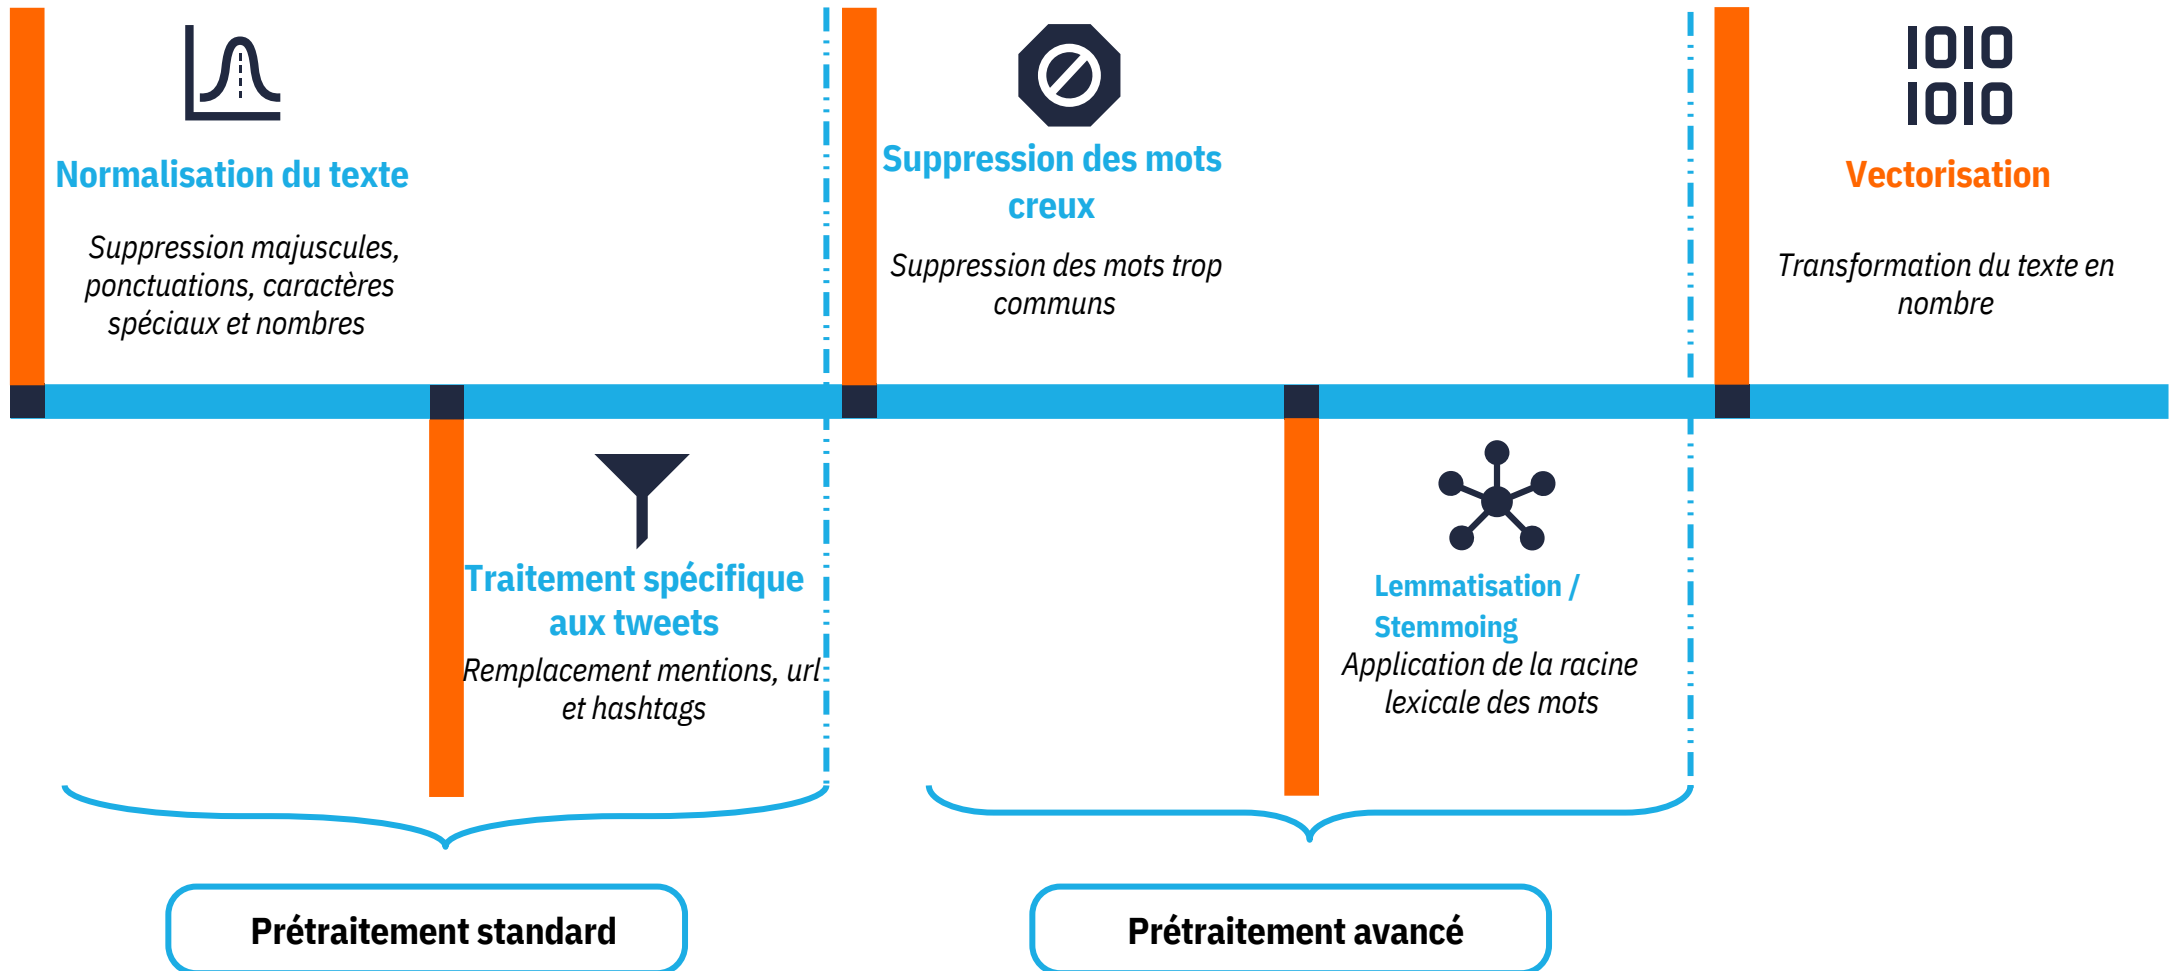 Normalisation du texte
Suppression majuscules,
ponctuations, caractères
spéciaux et nombres
Traitement spécifique
aux tweets
Remplacement mentions, url
et hashtags
Suppression des mots
creux
Suppression des mots trop
communs
Lemmatisation /
Stemmoing
Application de la racine
lexicale des mots
IOIO
IOIO
Vectorisation
Transformation du texte en
nombre
Prétraitement standard
Prétraitement avancé